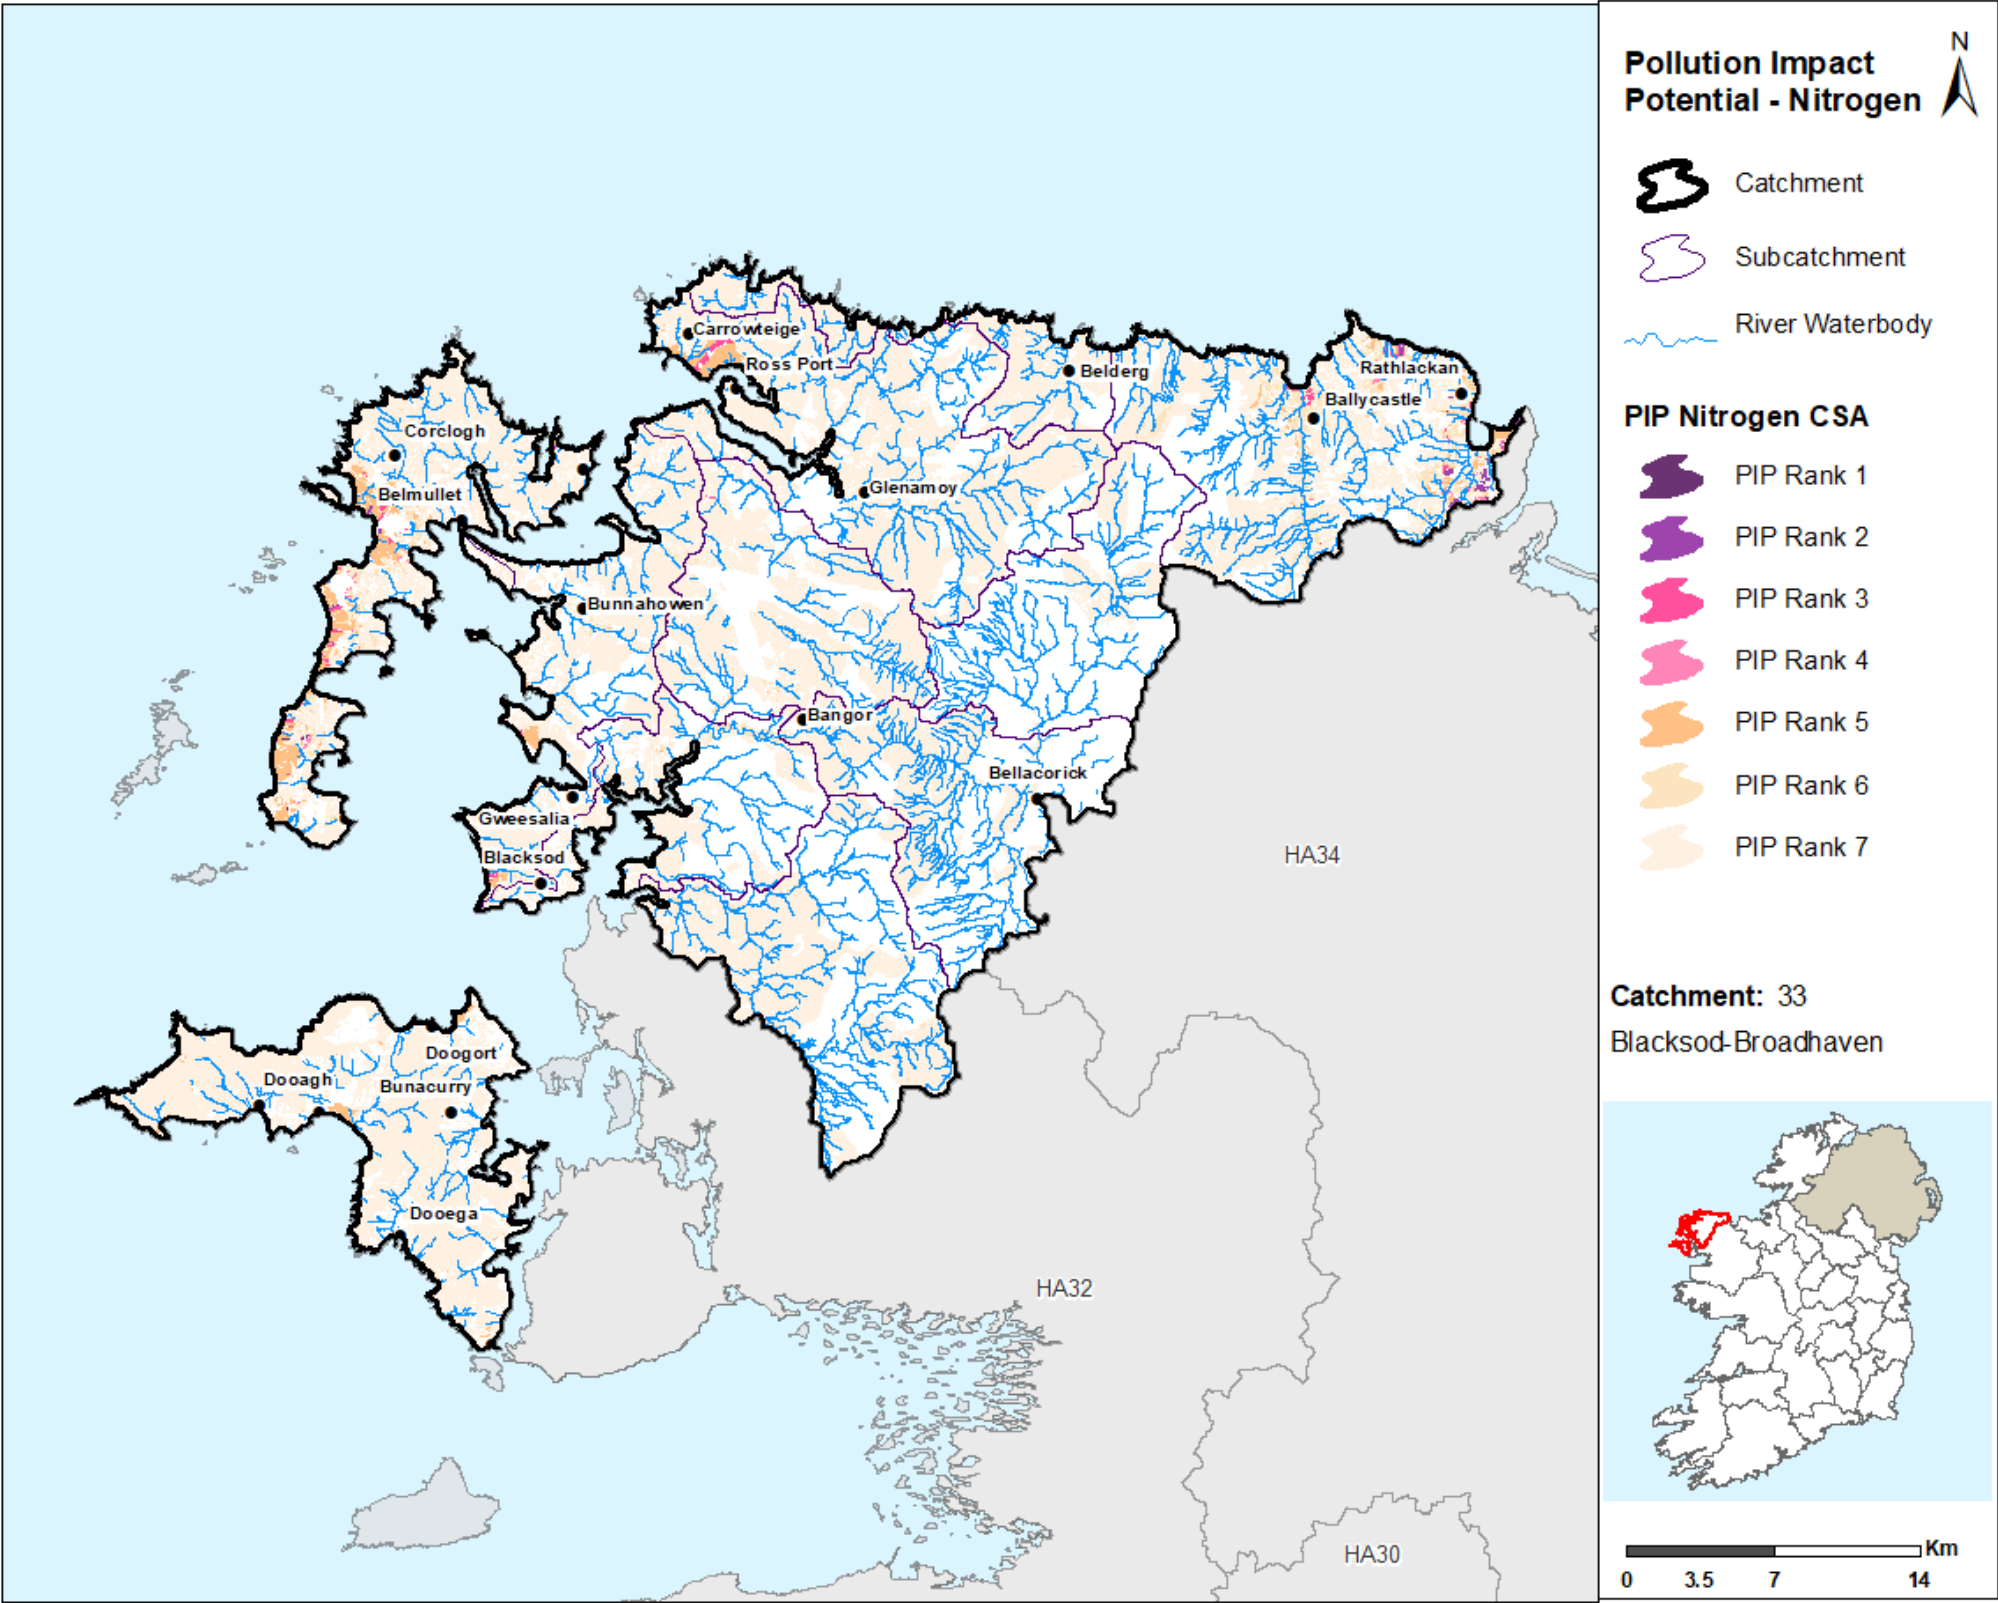 Carrowteige
Ross Port
Belderg
Rathlackan
Ballycastle
Corclogh
Belmullet
Glenamoy
Bunnahowen
Bangor
Bellacorick
Gweesalia
Blacksod
HA34
Doogort
Dooagh
Bunacurry
Dooega
HA32
HA30
N
Pollution Impact
Potential - Nitrogen
Catchment
Subcatchment
River Waterbody
PIP Nitrogen CSA
PIP Rank 1
PIP Rank 2
PIP Rank 3
PIP Rank 4
PIP Rank 5
PIP Rank 6
PIP Rank 7
Catchment: 33
Blacksod-Broadhaven
Km
0 3.5 7 14